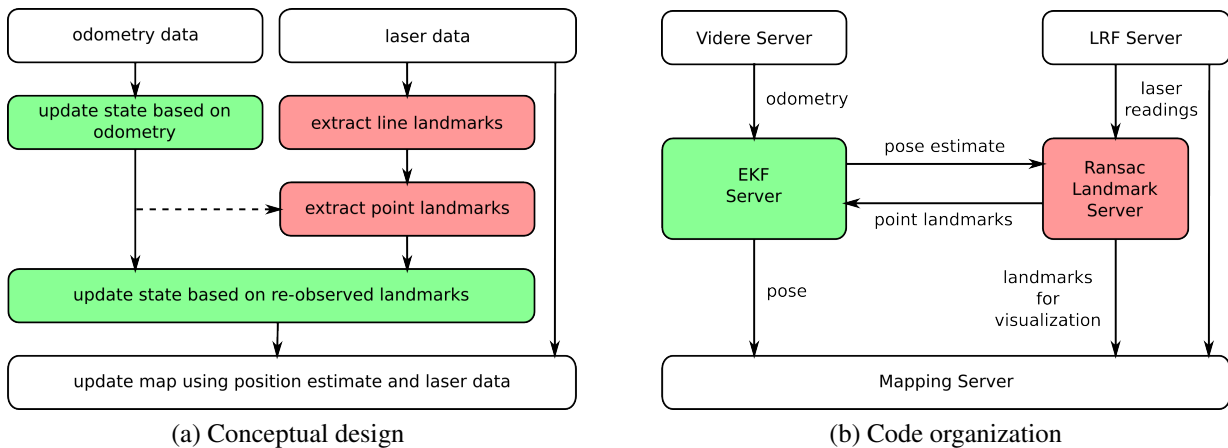 odometry data
laser data
update state based on
odometry
extract line landmarks
extract point landmarks
update state based on re-observed landmarks
update map using position estimate and laser data
(a) Conceptual design
Videre Server
LRF Server
odometry
laser
readings
EKF
Server
pose estimate
point landmarks
Ransac
Landmark
Server
pose
landmarks
for
visualization
Mapping Server
(b) Code organization